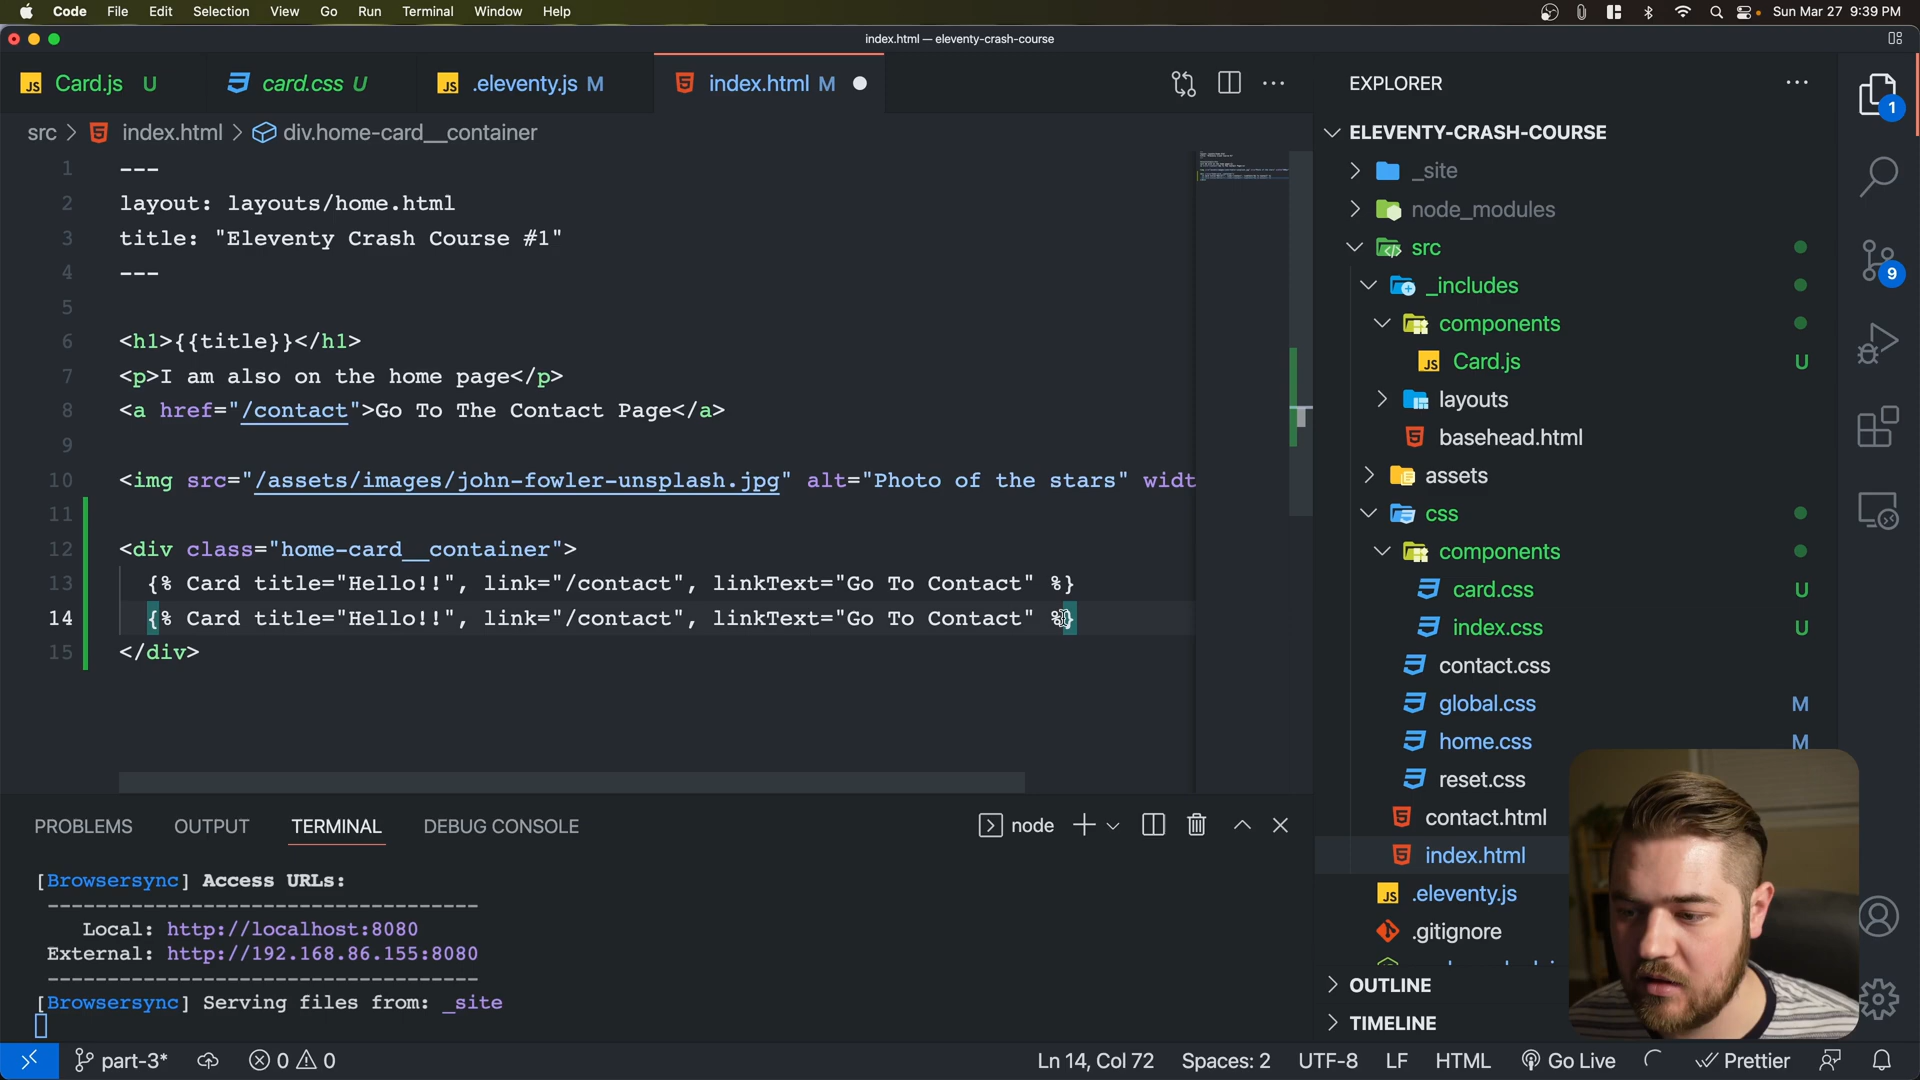 Code File Edit Selection View Go Run Terminal Window Help
Sun Mar 27 9:39 PM
index.html — eleventy-crash-course
Card.js U
card.css U
.eleventy.js M
index.html M
src > index.html > div.home-card__container
1 ---
2 layout: layouts/home.html
3 title: "Eleventy Crash Course #1"
4 ---
5
6 <h1>{{title}}</h1>
7 <p>I am also on the home page</p>
8 <a href="/contact">Go To The Contact Page</a>
9
10 <img src="/assets/images/john-fowler-unsplash.jpg" alt="Photo of the stars" widt
11
12 <div class="home-card__container">
13 {% Card title="Hello!!", link="/contact", linkText="Go To Contact" %}
14 {% Card title="Hello!!", link="/contact", linkText="Go To Contact" %}
15 </div>
PROBLEMS OUTPUT TERMINAL DEBUG CONSOLE
node
[Browsersync] Access URLs:
-----------------------------------
Local: http://localhost:8080
External: http://192.168.86.155:8080
-----------------------------------
[Browsersync] Serving files from: _site
EXPLORER
ELEVENTY-CRASH-COURSE
_site
node_modules
src
_includes
components
Card.js U
layouts
basehead.html
assets
css
components
card.css U
index.css U
contact.css
global.css M
home.css M
reset.css
contact.html
index.html
.eleventy.js
.gitignore
OUTLINE
TIMELINE
1
9
part-3* 0 0
Ln 14, Col 72 Spaces: 2 UTF-8 LF HTML Go Live Prettier